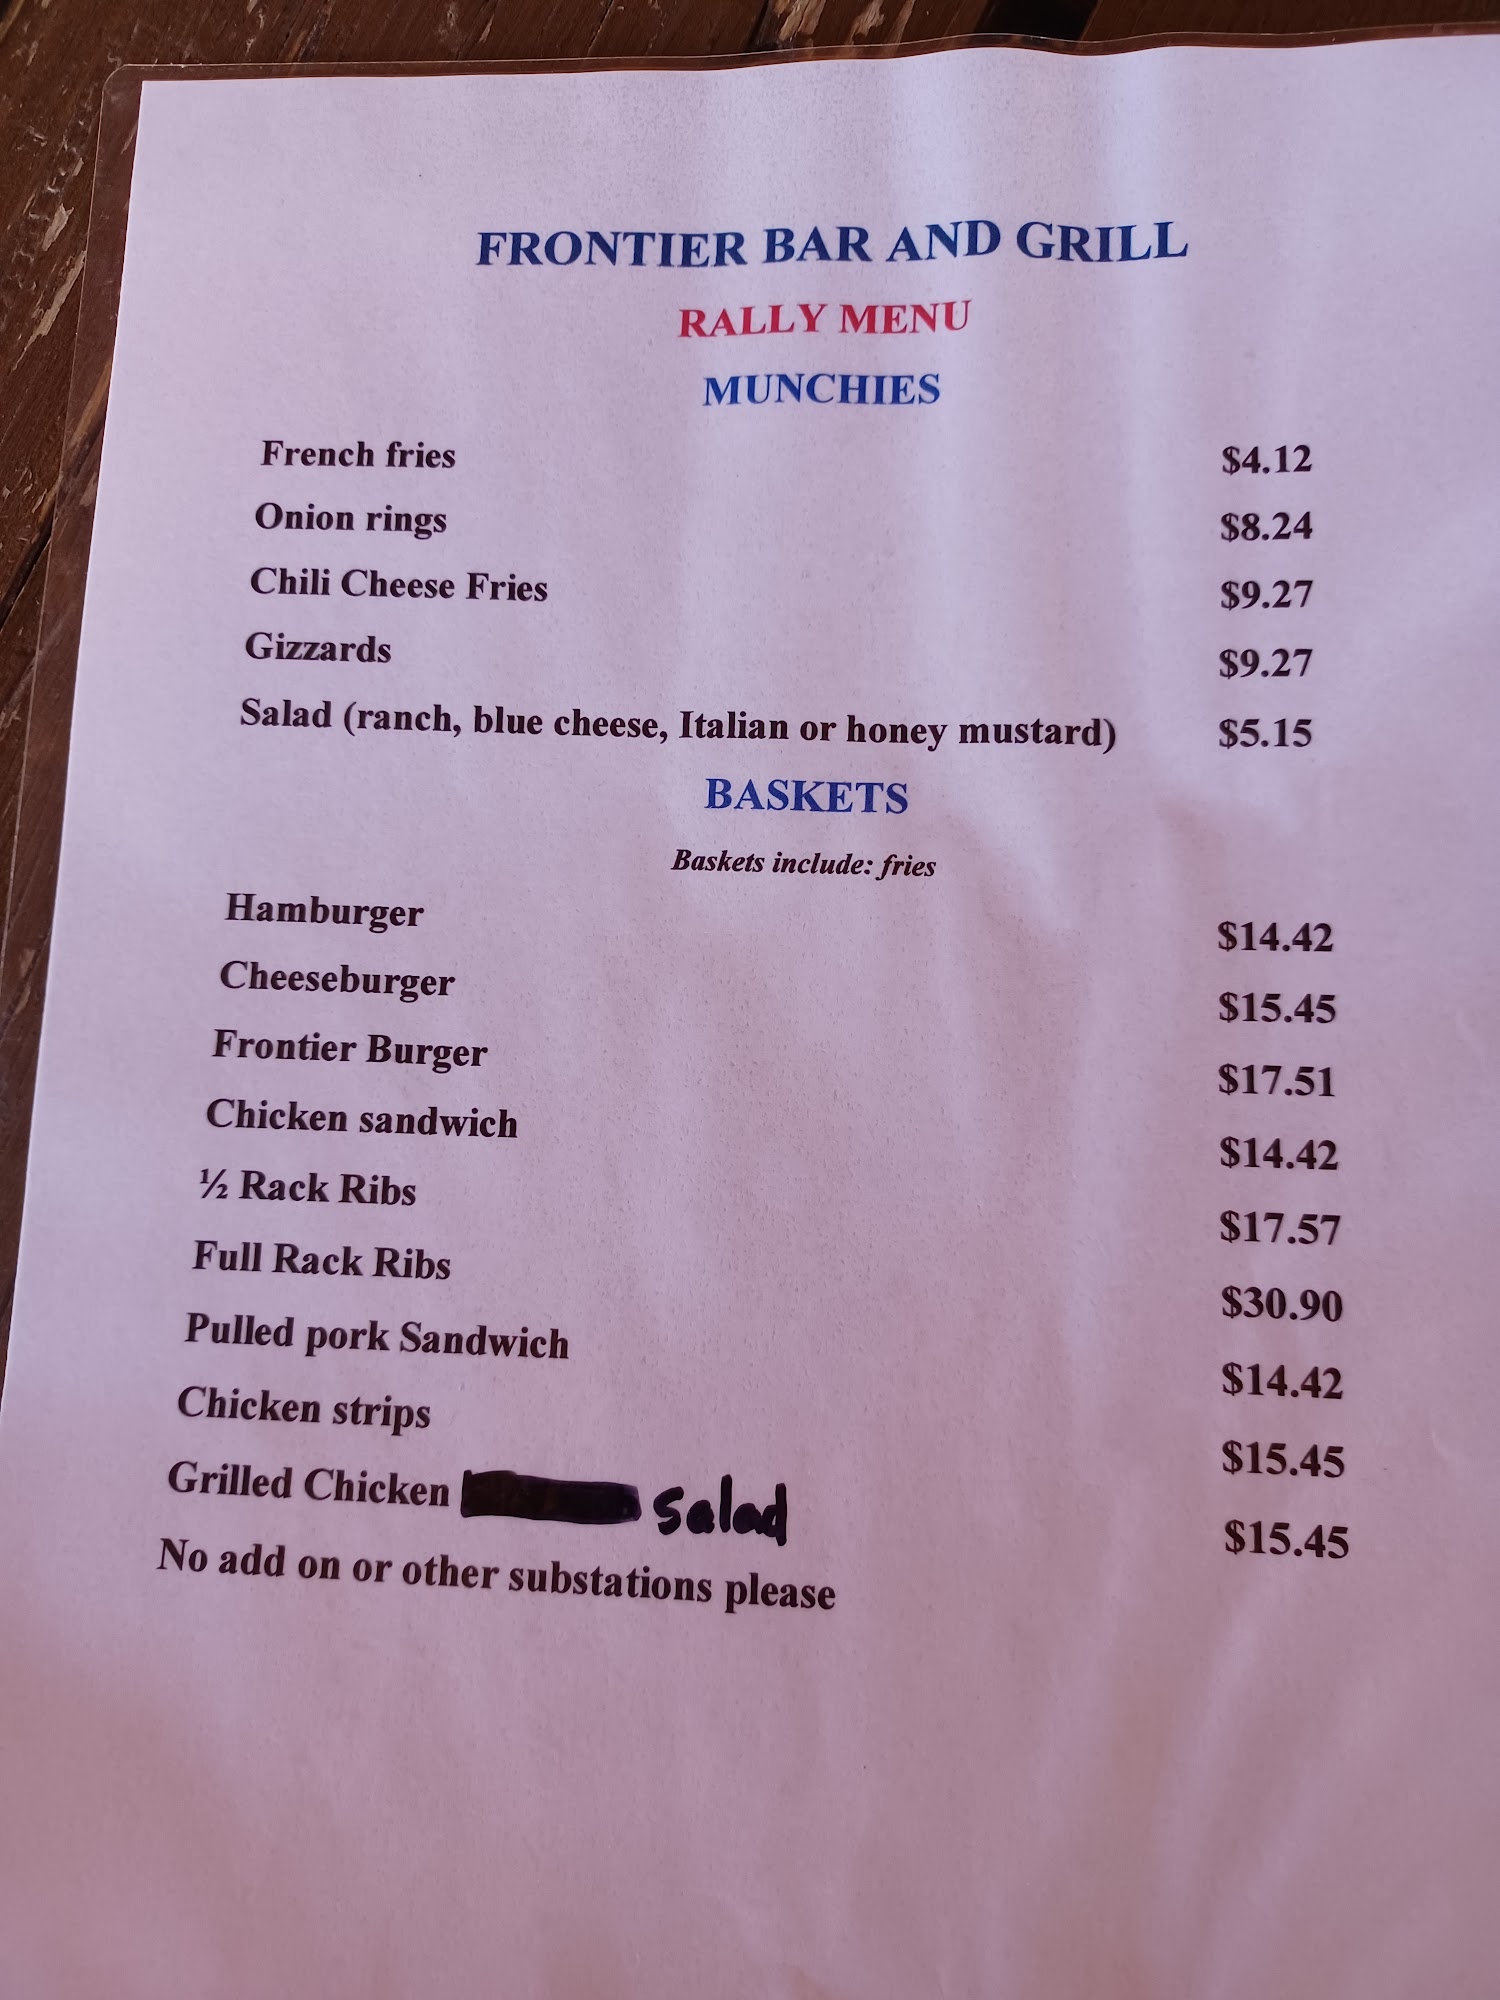 FRONTIER BAR AND GRILL
RALLY MENU
MUNCHIES
French fries $4.12
Onion rings $8.24
Chili Cheese Fries $9.27
Gizzards $9.27
Salad (ranch, blue cheese, Italian or honey mustard) $5.15
BASKETS
Baskets include: fries
Hamburger $14.42
Cheeseburger $15.45
Frontier Burger $17.51
Chicken sandwich $14.42
½ Rack Ribs $17.57
Full Rack Ribs $30.90
Pulled pork Sandwich $14.42
Chicken strips $15.45
Grilled Chicken salad $15.45
No add on or other substations please